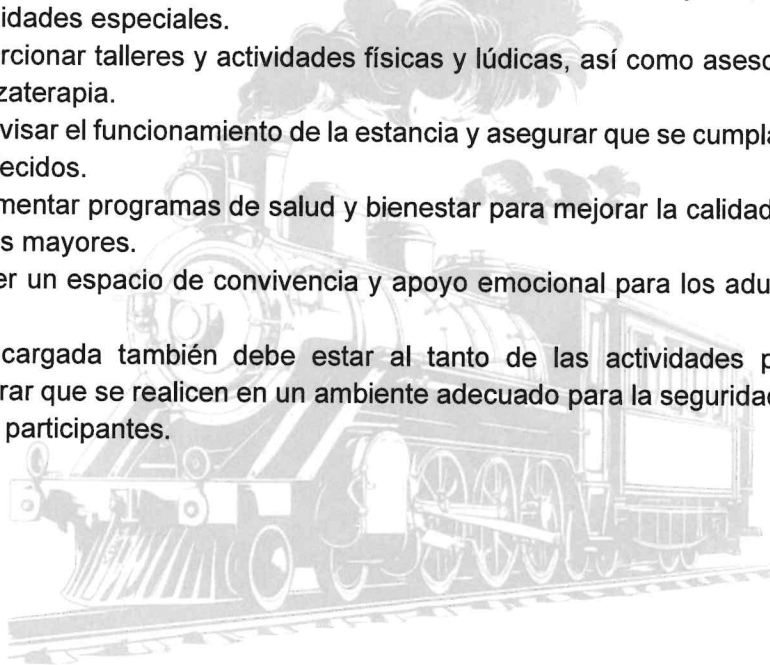 idades especiales.
rcionar talleres y actividades físicas y lúdicas, así como aseso
zaterapia.
visar el funcionamiento de la estancia y asegurar que se cumpla
ecidos.
mentar programas de salud y bienestar para mejorar la calidad
s mayores.
er un espacio de convivencia y apoyo emocional para los adu
cargada también debe estar al tanto de las actividades p
rar que se realicen en un ambiente adecuado para la seguridad
participantes.